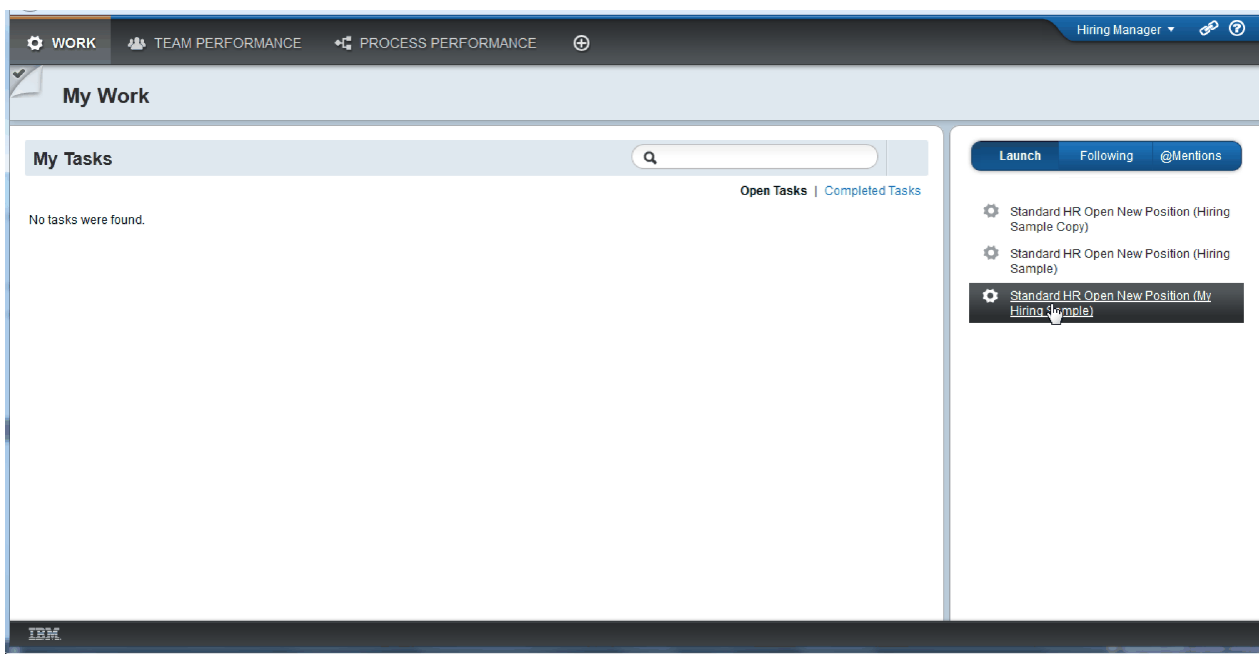 WORK TEAM PERFORMANCE PROCESS PERFORMANCE Hiring Manager
My Work
My Tasks
Open Tasks | Completed Tasks
No tasks were found.
Launch Following @Mentions
Standard HR Open New Position (Hiring
Sample Copy)
Standard HR Open New Position (Hiring
Sample)
Standard HR Open New Position (My
Hiring Sample)
IBM